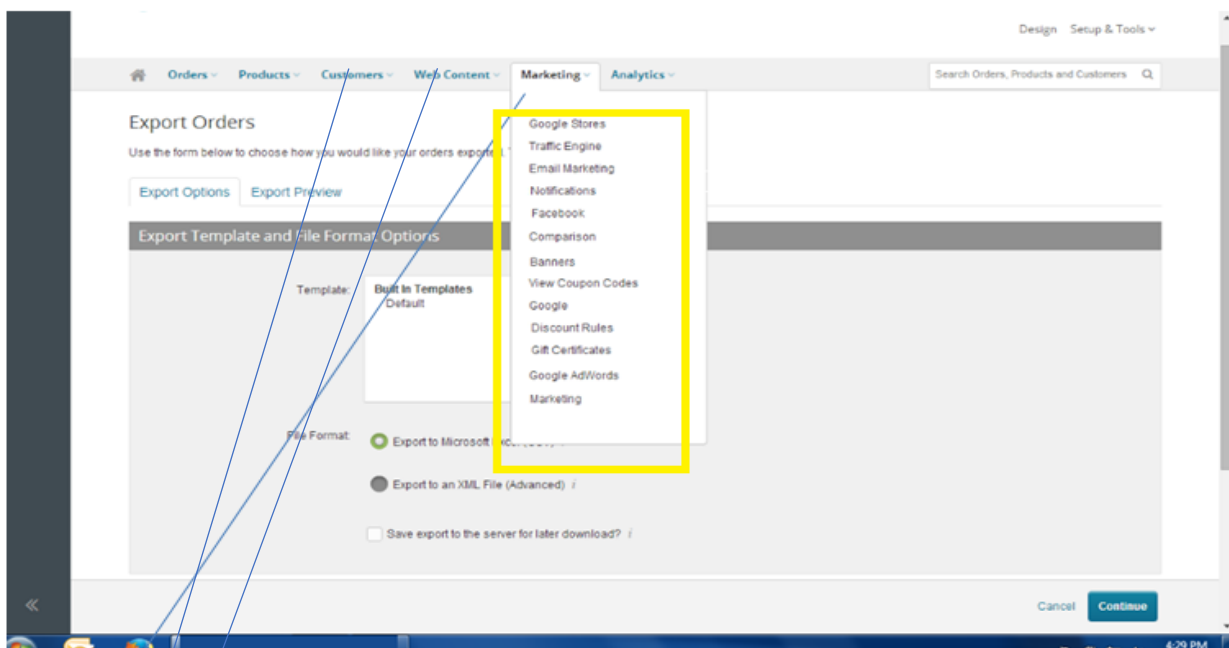 Design Setup & Tools
Orders Products Customers Web Content Marketing Analytics Search Orders, Products and Customers
Export Orders
Use the form below to choose how you would like your orders exported.
Export Options Export Preview
Google Stores
Traffic Engine
Email Marketing
Notifications
Facebook
Comparison
Banners
View Coupon Codes
Google
Discount Rules
Gift Certificates
Google AdWords
Marketing
Export Template and File Format Options
Template: Built In Templates
Default
File Format: Export to Microsoft
Export to an XML File (Advanced) i
Save export to the server for later download? i
Cancel Continue
4:29 PM